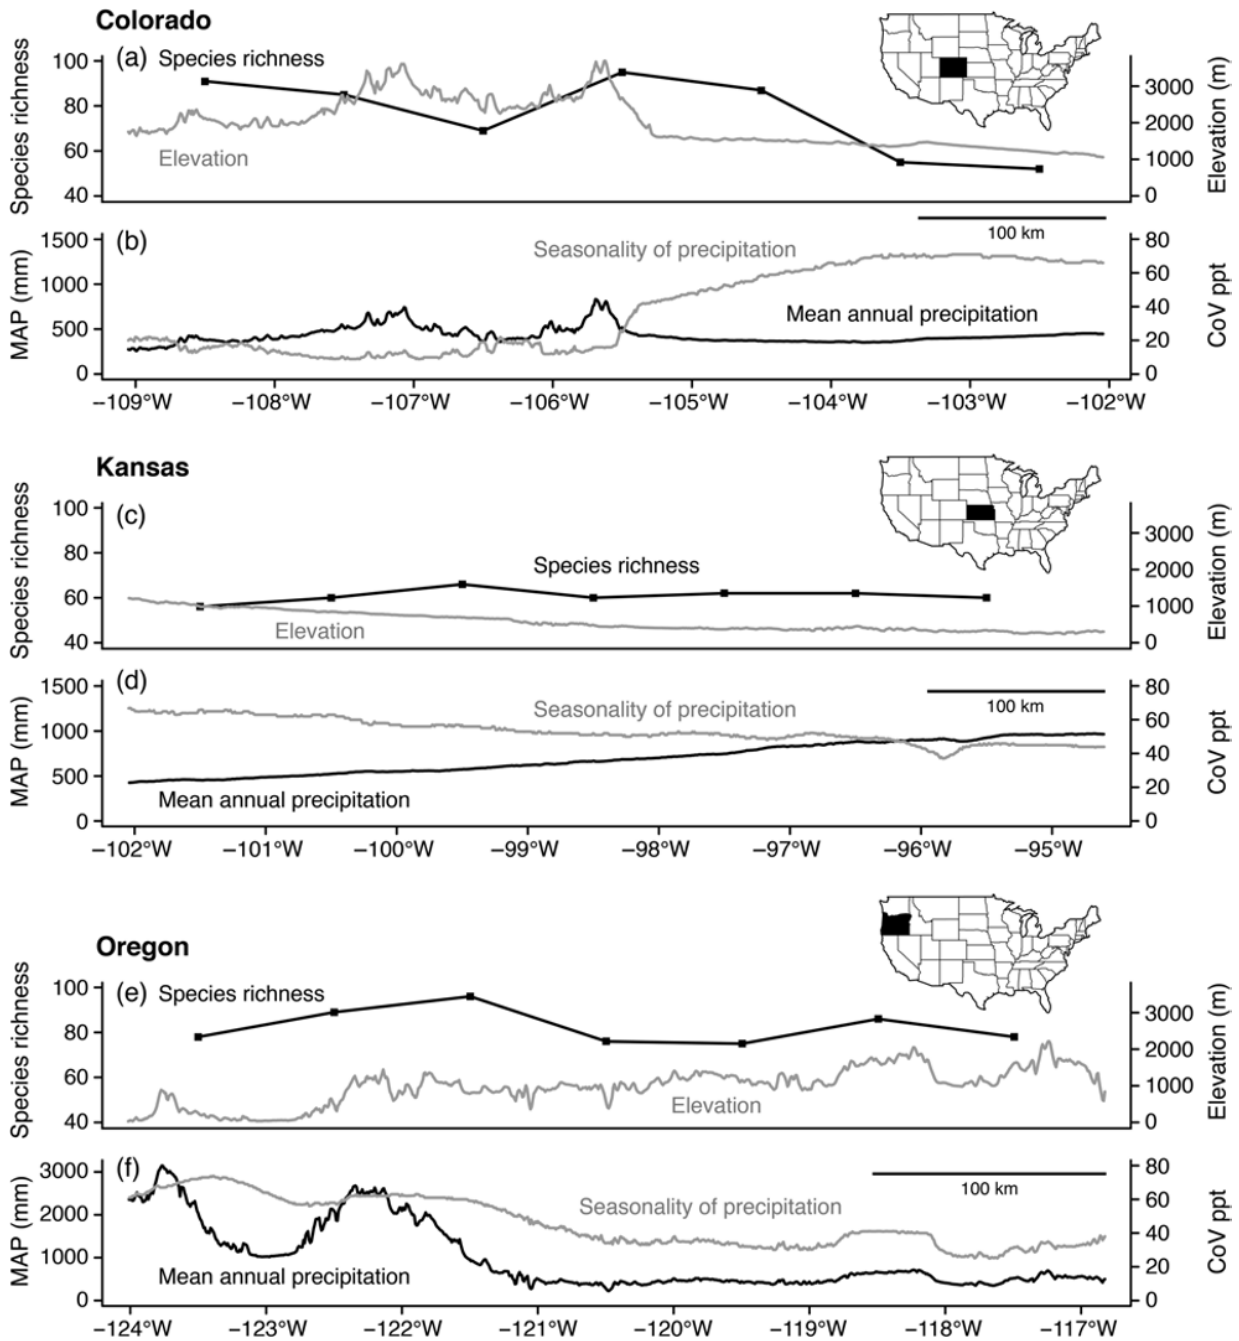 Colorado
(a) Species richness
Species richness
100
80
60
40
Elevation
3000
2000
1000
0
Elevation (m)
(b)
MAP (mm)
1500
1000
500
0
Seasonality of precipitation
Mean annual precipitation
100 km
80
60
40
20
0
CoV ppt
−109°W −108°W −107°W −106°W −105°W −104°W −103°W −102°W
Kansas
(c)
Species richness
100
80
60
40
Species richness
Elevation
3000
2000
1000
0
Elevation (m)
(d)
MAP (mm)
1500
1000
500
0
Seasonality of precipitation
Mean annual precipitation
100 km
80
60
40
20
0
CoV ppt
−102°W −101°W −100°W −99°W −98°W −97°W −96°W −95°W
Oregon
(e) Species richness
Species richness
100
80
60
40
Elevation
3000
2000
1000
0
Elevation (m)
(f)
MAP (mm)
3000
2000
1000
0
Seasonality of precipitation
Mean annual precipitation
100 km
80
60
40
20
0
CoV ppt
−124°W −123°W −122°W −121°W −120°W −119°W −118°W −117°W